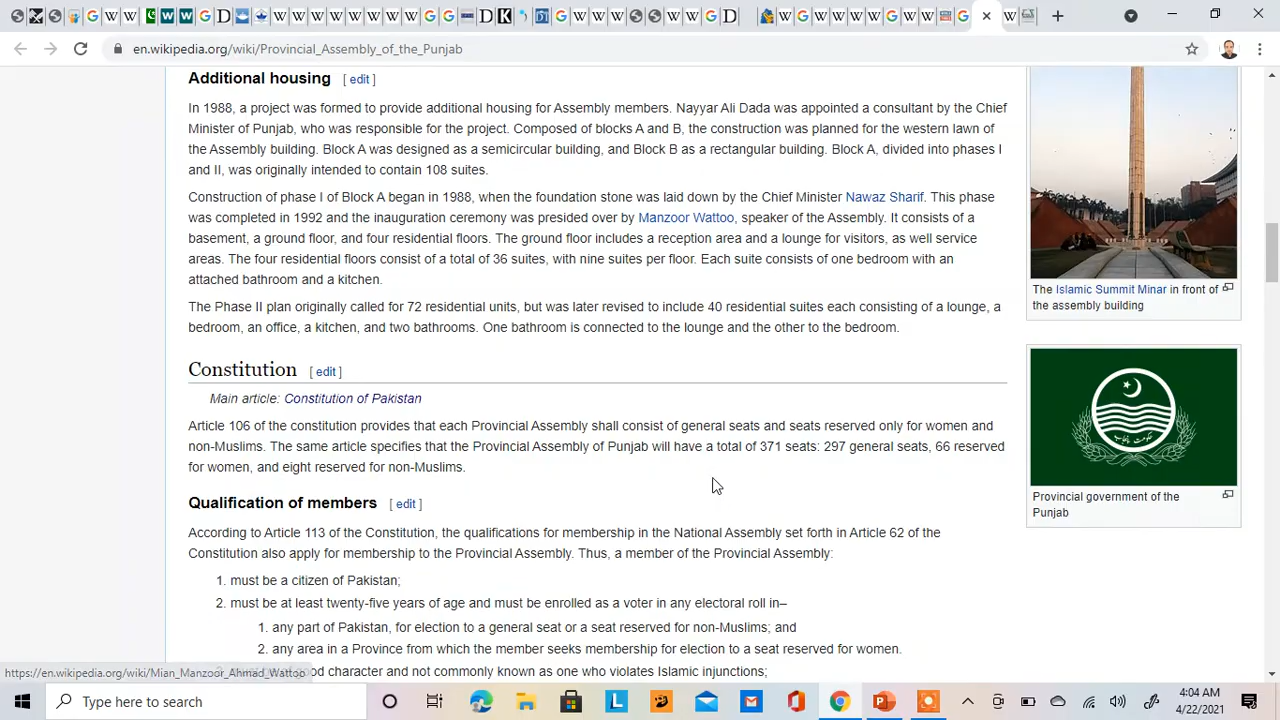 en.wikipedia.org/wiki/Provincial_Assembly_of_the_Punjab
Additional housing [ edit ]
In 1988, a project was formed to provide additional housing for Assembly members. Nayyar Ali Dada was appointed a consultant by the Chief
Minister of Punjab, who was responsible for the project. Composed of blocks A and B, the construction was planned for the western lawn of
the Assembly building. Block A was designed as a semicircular building, and Block B as a rectangular building. Block A, divided into phases I
and II, was originally intended to contain 108 suites.
Construction of phase I of Block A began in 1988, when the foundation stone was laid down by the Chief Minister Nawaz Sharif. This phase
was completed in 1992 and the inauguration ceremony was presided over by Manzoor Wattoo, speaker of the Assembly. It consists of a
basement, a ground floor, and four residential floors. The ground floor includes a reception area and a lounge for visitors, as well service
areas. The four residential floors consist of a total of 36 suites, with nine suites per floor. Each suite consists of one bedroom with an
attached bathroom and a kitchen.
The Phase II plan originally called for 72 residential units, but was later revised to include 40 residential suites each consisting of a lounge, a
bedroom, an office, a kitchen, and two bathrooms. One bathroom is connected to the lounge and the other to the bedroom.
The Islamic Summit Minar in front of
the assembly building
Constitution [ edit ]
Main article: Constitution of Pakistan
Article 106 of the constitution provides that each Provincial Assembly shall consist of general seats and seats reserved only for women and
non-Muslims. The same article specifies that the Provincial Assembly of Punjab will have a total of 371 seats: 297 general seats, 66 reserved
for women, and eight reserved for non-Muslims.
Provincial government of the
Punjab
Qualification of members [ edit ]
According to Article 113 of the Constitution, the qualifications for membership in the National Assembly set forth in Article 62 of the
Constitution also apply for membership to the Provincial Assembly. Thus, a member of the Provincial Assembly:
1. must be a citizen of Pakistan;
2. must be at least twenty-five years of age and must be enrolled as a voter in any electoral roll in–
1. any part of Pakistan, for election to a general seat or a seat reserved for non-Muslims; and
2. any area in a Province from which the member seeks membership for election to a seat reserved for women.
character and not commonly known as one who violates Islamic injunctions;
https://en.wikipedia.org/wiki/Mian_Manzoor_Ahmad_Wattoo
Type here to search
4:04 AM
4/22/2021